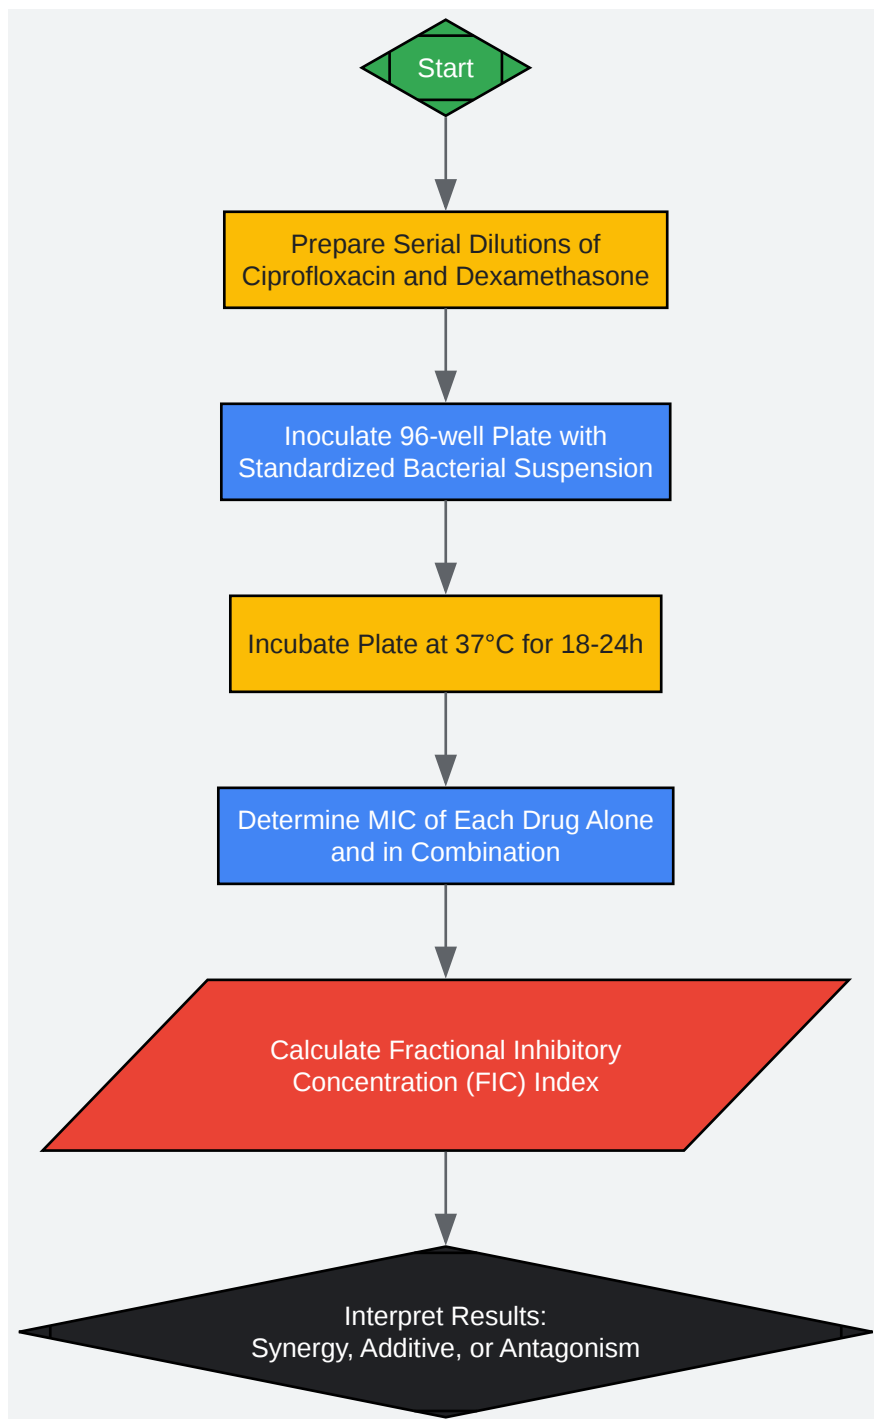 Start
Prepare Serial Dilutions of
Ciprofloxacin and Dexamethasone
Inoculate 96-well Plate with
Standardized Bacterial Suspension
Incubate Plate at 37°C for 18-24h
Determine MIC of Each Drug Alone
and in Combination
Calculate Fractional Inhibitory
Concentration (FIC) Index
Interpret Results:
Synergy, Additive, or Antagonism